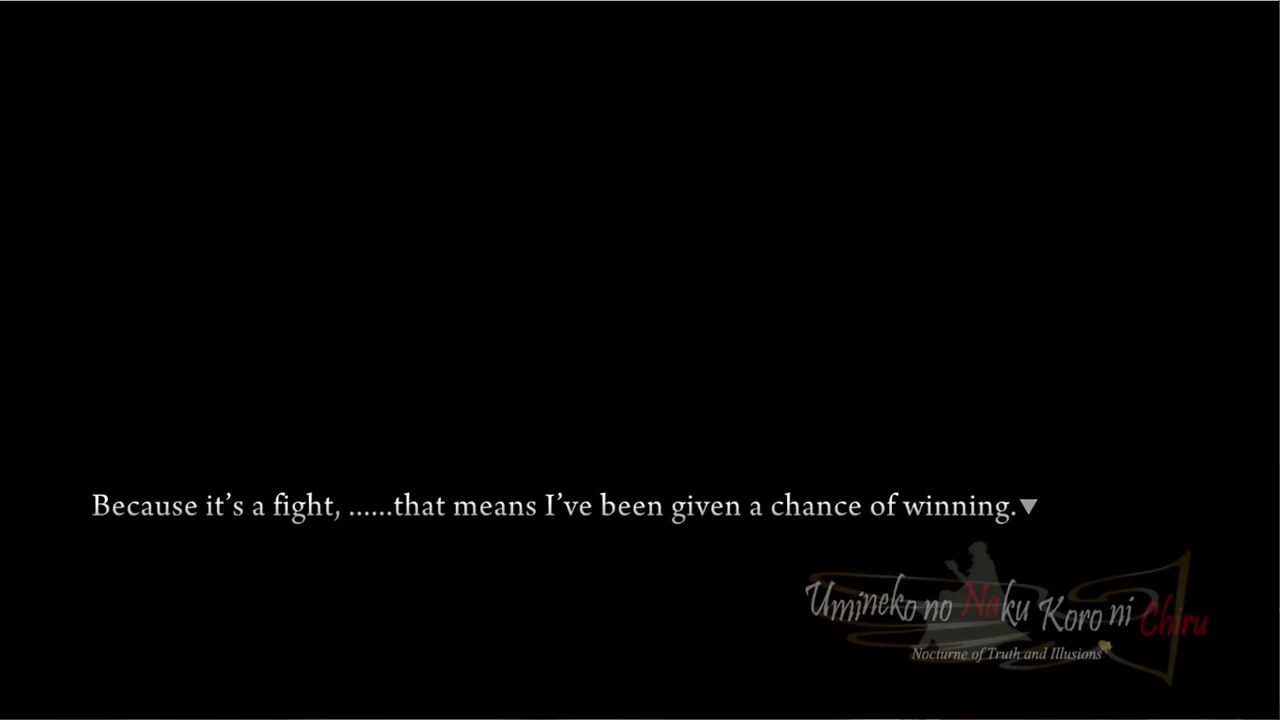 Because it’s a fight, ......that means I’ve been given a chance of winning.
Umineko no Naku Koro ni Chiru
Nocturne of Truth and Illusions